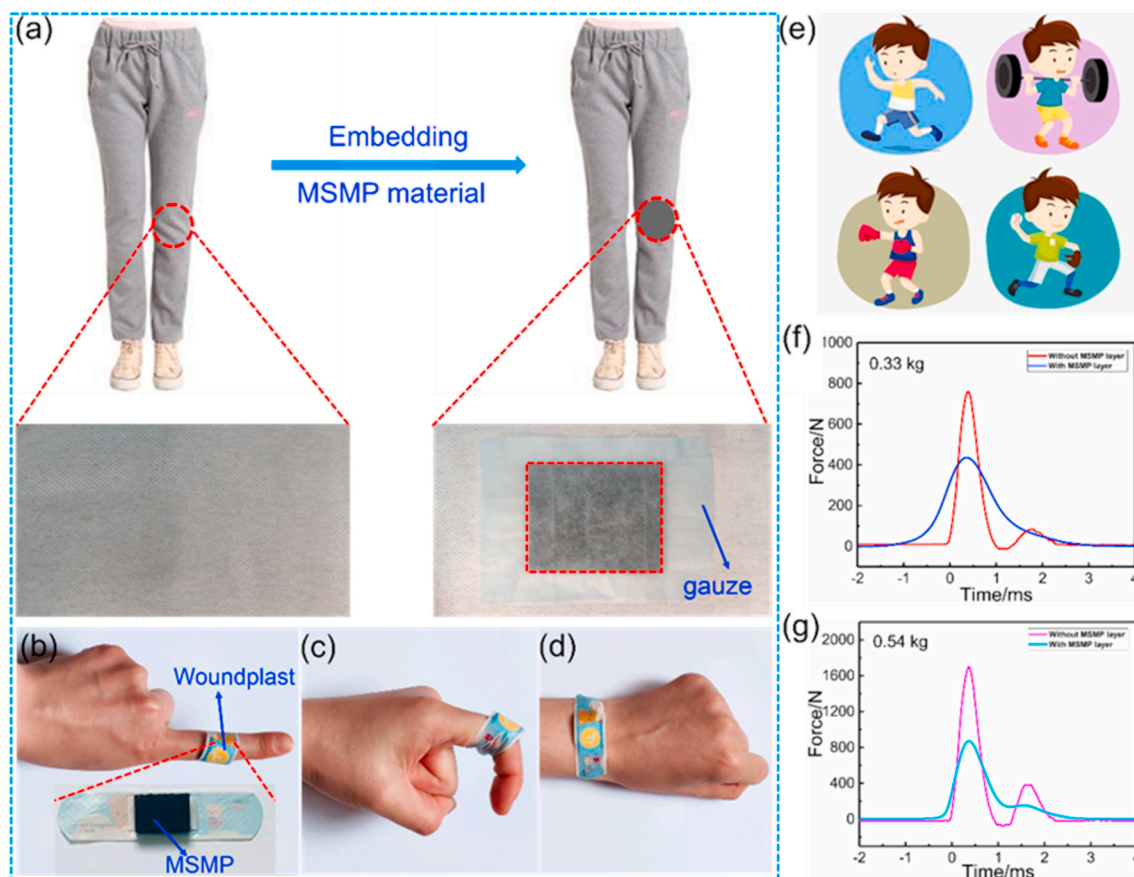 (a)
Embedding
MSMP material
gauze
(b)
Woundplast
MSMP
(c)
(d)
(e)
(f)
1000
800
600
400
200
0
Force/N
0.33 kg
Without MSMP layer
With MSMP layer
-2 -1 0 1 2 3 4
Time/ms
(g)
2000
1600
1200
800
400
0
Force/N
0.54 kg
Without MSMP layer
With MSMP layer
-2 -1 0 1 2 3 4
Time/ms